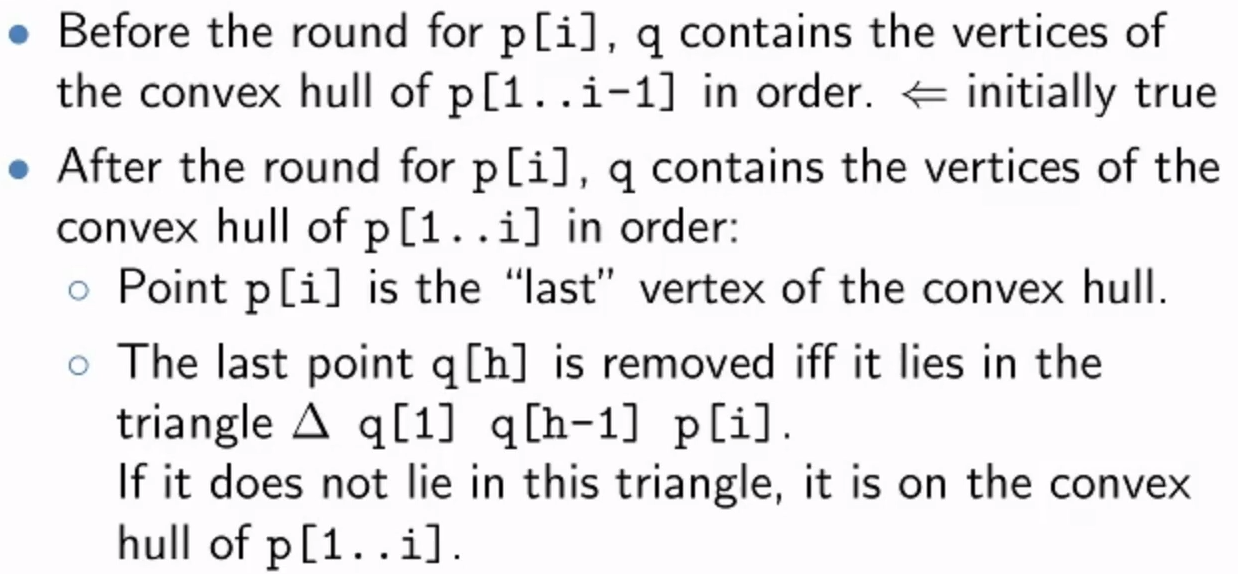 • Before the round for p[i], q contains the vertices of
the convex hull of p[1..i-1] in order. ⇐ initially true
• After the round for p[i], q contains the vertices of the
convex hull of p[1..i] in order:
○ Point p[i] is the “last” vertex of the convex hull.
○ The last point q[h] is removed iff it lies in the
triangle Δ q[1] q[h-1] p[i].
If it does not lie in this triangle, it is on the convex
hull of p[1..i].